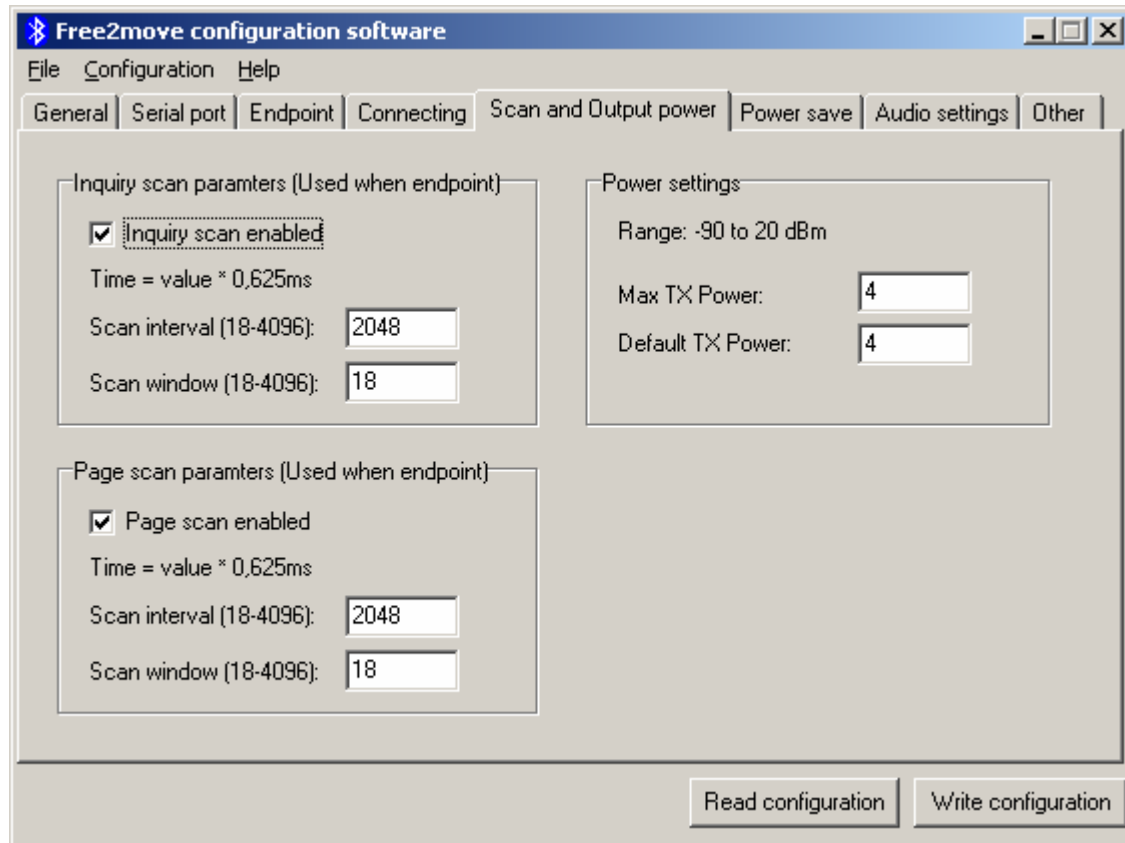 Free2move configuration software
File Configuration Help
General Serial port Endpoint Connecting Scan and Output power Power save Audio settings Other
Inquiry scan paramters (Used when endpoint)
Inquiry scan enabled
Time = value * 0,625ms
Scan interval (18-4096): 2048
Scan window (18-4096): 18
Power settings
Range: -90 to 20 dBm
Max TX Power: 4
Default TX Power: 4
Page scan paramters (Used when endpoint)
Page scan enabled
Time = value * 0,625ms
Scan interval (18-4096): 2048
Scan window (18-4096): 18
Read configuration Write configuration